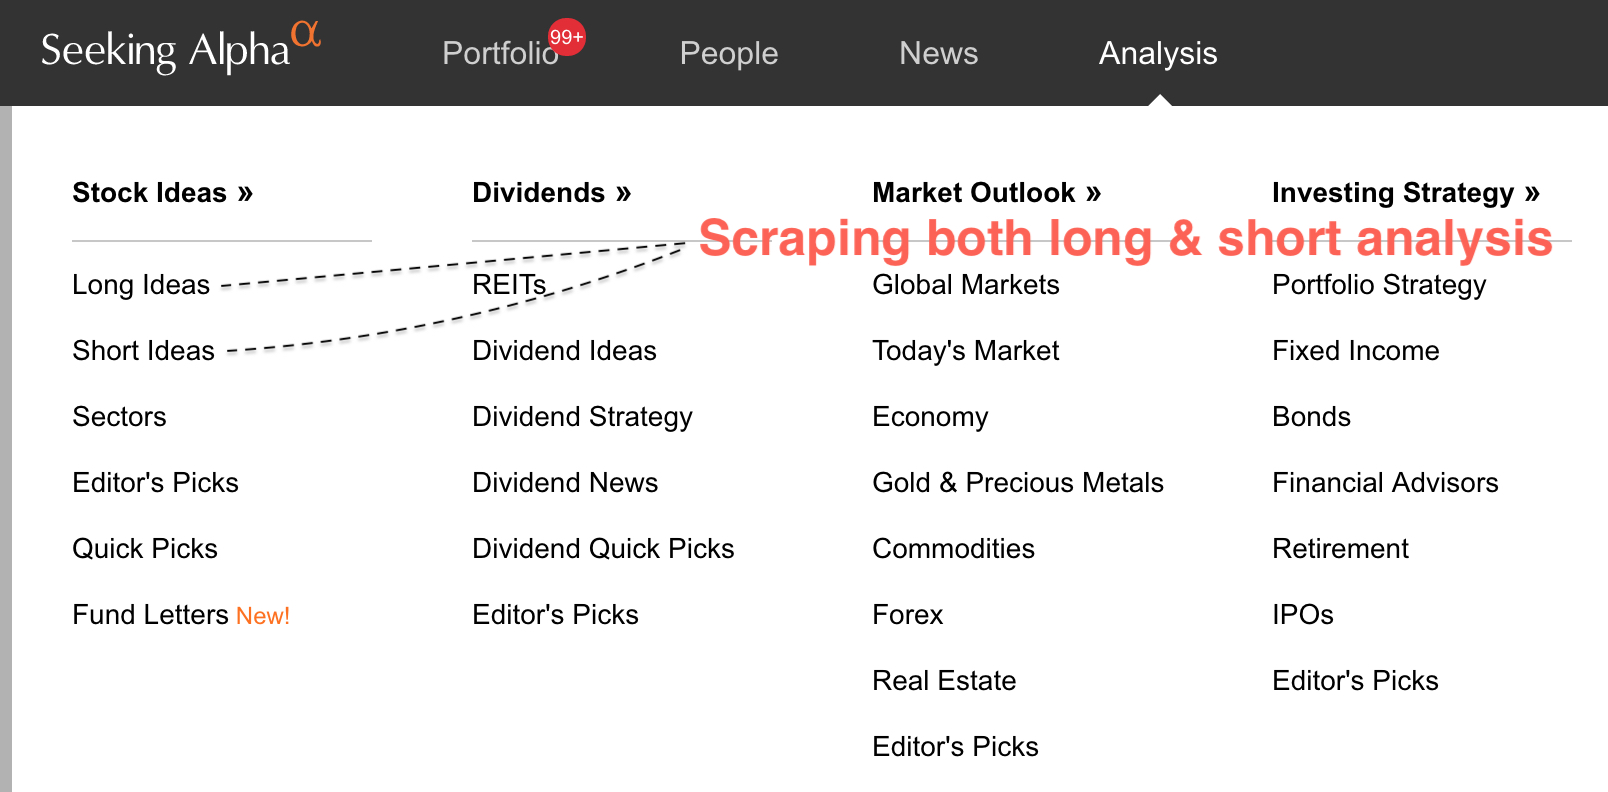 Seeking Alpha α
Portfolio 99+
People
News
Analysis
Stock Ideas »
Long Ideas
Short Ideas
Sectors
Editor's Picks
Quick Picks
Fund Letters New!
Dividends »
REITs
Dividend Ideas
Dividend Strategy
Dividend News
Dividend Quick Picks
Editor's Picks
Market Outlook »
Global Markets
Today's Market
Economy
Gold & Precious Metals
Commodities
Forex
Real Estate
Editor's Picks
Investing Strategy »
Portfolio Strategy
Fixed Income
Bonds
Financial Advisors
Retirement
IPOs
Editor's Picks
Scraping both long & short analysis